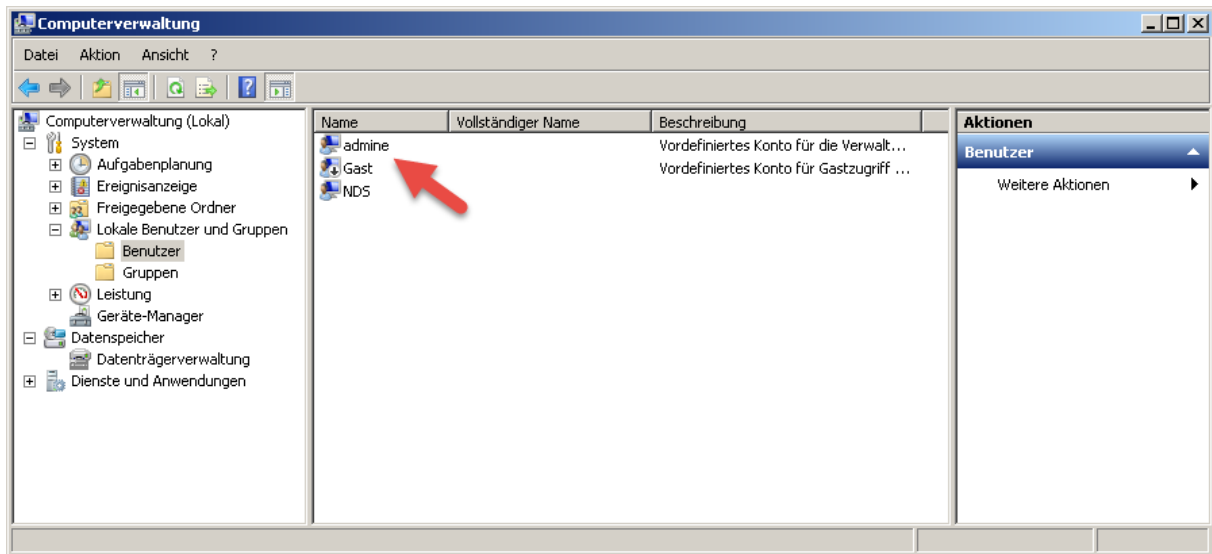 Computerverwaltung
Datei Aktion Ansicht ?
Computerverwaltung (Lokal)
System
Aufgabenplanung
Ereignisanzeige
Freigegebene Ordner
Lokale Benutzer und Gruppen
Benutzer
Gruppen
Leistung
Geräte-Manager
Datenspeicher
Datenträgerverwaltung
Dienste und Anwendungen
Name Vollständiger Name Beschreibung
admine Vordefiniertes Konto für die Verwalt...
Gast Vordefiniertes Konto für Gastzugriff ...
NDS
Aktionen
Benutzer
Weitere Aktionen